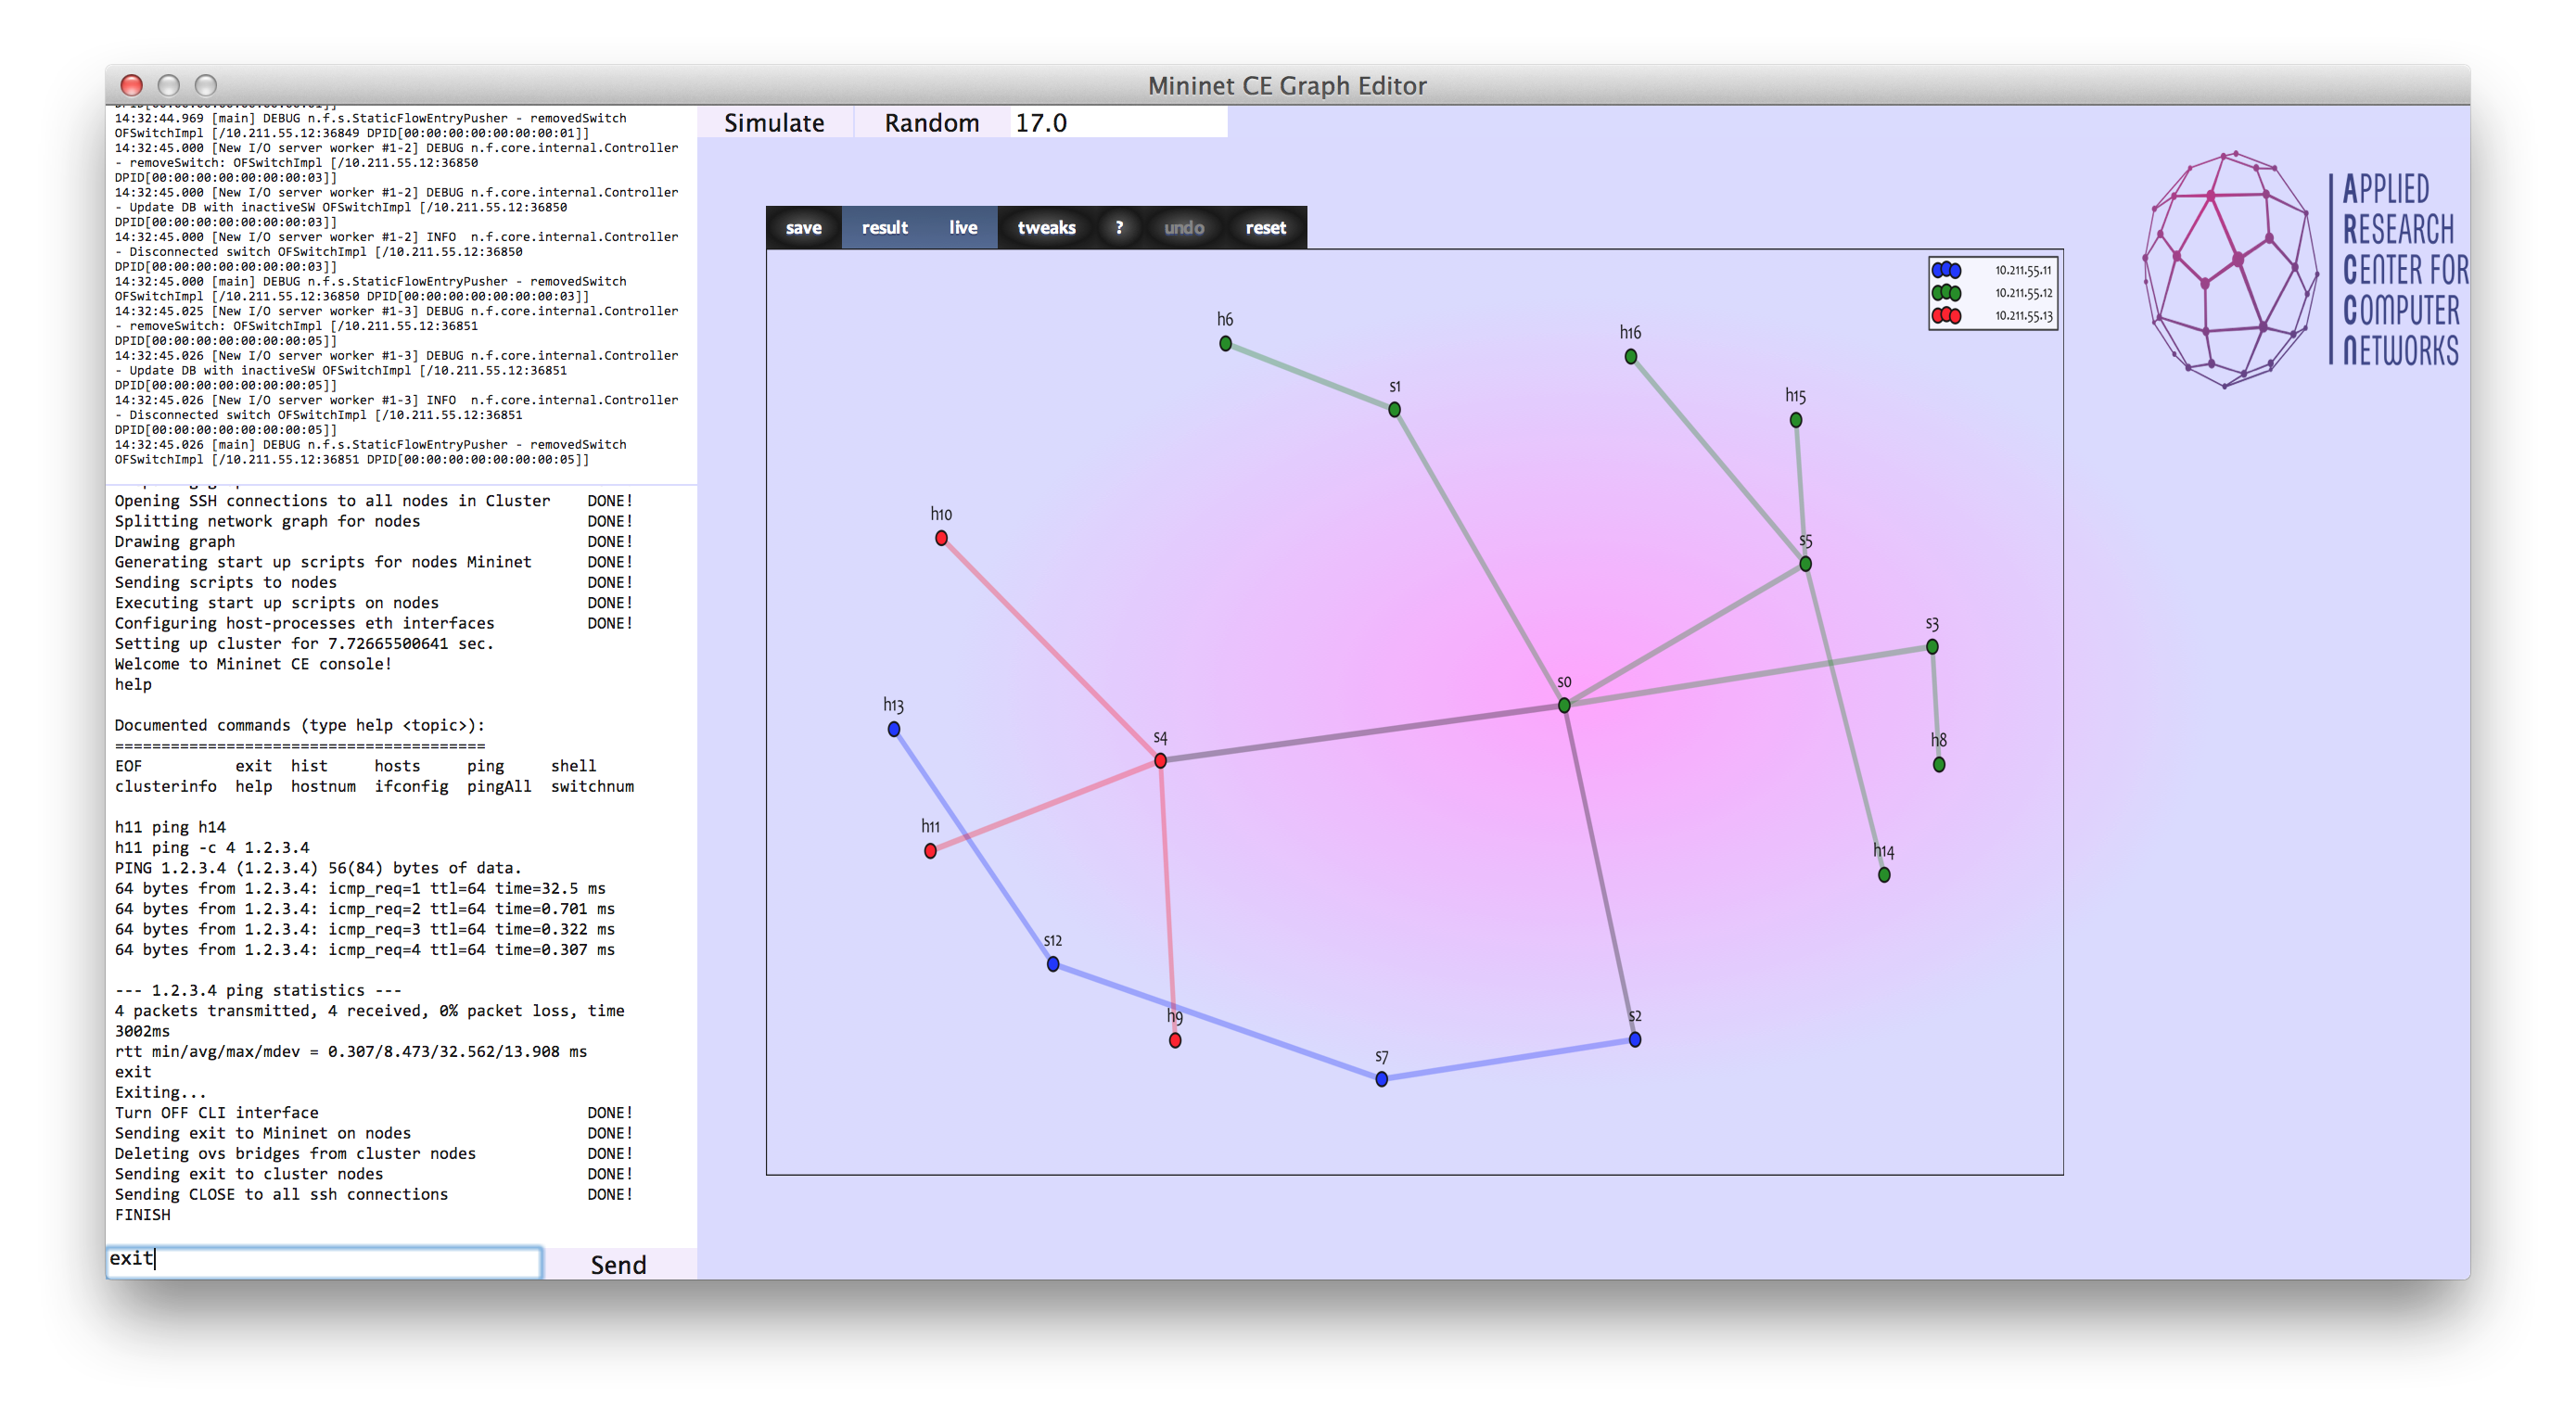 Mininet CE Graph Editor
14:32:44.969 [main] DEBUG n.f.s.StaticFlowEntryPusher - removedSwitch
OFSwitchImpl [/10.211.55.12:36849 DPID[00:00:00:00:00:00:00:01]]
14:32:45.000 [New I/O server worker #1-2] DEBUG n.f.core.internal.Controller
- removeSwitch: OFSwitchImpl [/10.211.55.12:36850
DPID[00:00:00:00:00:00:00:03]]
14:32:45.000 [New I/O server worker #1-2] DEBUG n.f.core.internal.Controller
- Update DB with inactiveSW OFSwitchImpl [/10.211.55.12:36850
DPID[00:00:00:00:00:00:00:03]]
14:32:45.000 [New I/O server worker #1-2] INFO  n.f.core.internal.Controller
- Disconnected switch OFSwitchImpl [/10.211.55.12:36850
DPID[00:00:00:00:00:00:00:03]]
14:32:45.000 [main] DEBUG n.f.s.StaticFlowEntryPusher - removedSwitch
OFSwitchImpl [/10.211.55.12:36850 DPID[00:00:00:00:00:00:00:03]]
14:32:45.025 [New I/O server worker #1-3] DEBUG n.f.core.internal.Controller
- removeSwitch: OFSwitchImpl [/10.211.55.12:36851
DPID[00:00:00:00:00:00:00:05]]
14:32:45.026 [New I/O server worker #1-3] DEBUG n.f.core.internal.Controller
- Update DB with inactiveSW OFSwitchImpl [/10.211.55.12:36851
DPID[00:00:00:00:00:00:00:05]]
14:32:45.026 [New I/O server worker #1-3] INFO  n.f.core.internal.Controller
- Disconnected switch OFSwitchImpl [/10.211.55.12:36851
DPID[00:00:00:00:00:00:00:05]]
14:32:45.026 [main] DEBUG n.f.s.StaticFlowEntryPusher - removedSwitch
OFSwitchImpl [/10.211.55.12:36851 DPID[00:00:00:00:00:00:00:05]]
Opening SSH connections to all nodes in Cluster    DONE!
Splitting network graph for nodes    DONE!
Drawing graph    DONE!
Generating start up scripts for nodes Mininet    DONE!
Sending scripts to nodes    DONE!
Executing start up scripts on nodes    DONE!
Configuring host-processes eth interfaces    DONE!
Setting up cluster for 7.72665500641 sec.
Welcome to Mininet CE console!
help
Documented commands (type help <topic>):
========================================
EOF          exit  hist     hosts     ping     shell
clusterinfo  help  hostnum  ifconfig  pingAll  switchnum
h11 ping h14
h11 ping -c 4 1.2.3.4
PING 1.2.3.4 (1.2.3.4) 56(84) bytes of data.
64 bytes from 1.2.3.4: icmp_req=1 ttl=64 time=32.5 ms
64 bytes from 1.2.3.4: icmp_req=2 ttl=64 time=0.701 ms
64 bytes from 1.2.3.4: icmp_req=3 ttl=64 time=0.322 ms
64 bytes from 1.2.3.4: icmp_req=4 ttl=64 time=0.307 ms
--- 1.2.3.4 ping statistics ---
4 packets transmitted, 4 received, 0% packet loss, time
3002ms
rtt min/avg/max/mdev = 0.307/8.473/32.562/13.908 ms
exit
Exiting...
Turn OFF CLI interface    DONE!
Sending exit to Mininet on nodes    DONE!
Deleting ovs bridges from cluster nodes    DONE!
Sending exit to cluster nodes    DONE!
Sending CLOSE to all ssh connections    DONE!
FINISH
exit
Send
Simulate Random 17.0
save result live tweaks ? undo reset
10.211.55.11
10.211.55.12
10.211.55.13
h6
h16
s1
h15
h10
s5
s3
s0
h13
s4
h8
h11
h14
s12
h9
s2
s7
APPLIED
RESEARCH
CENTER FOR
COMPUTER
NETWORKS